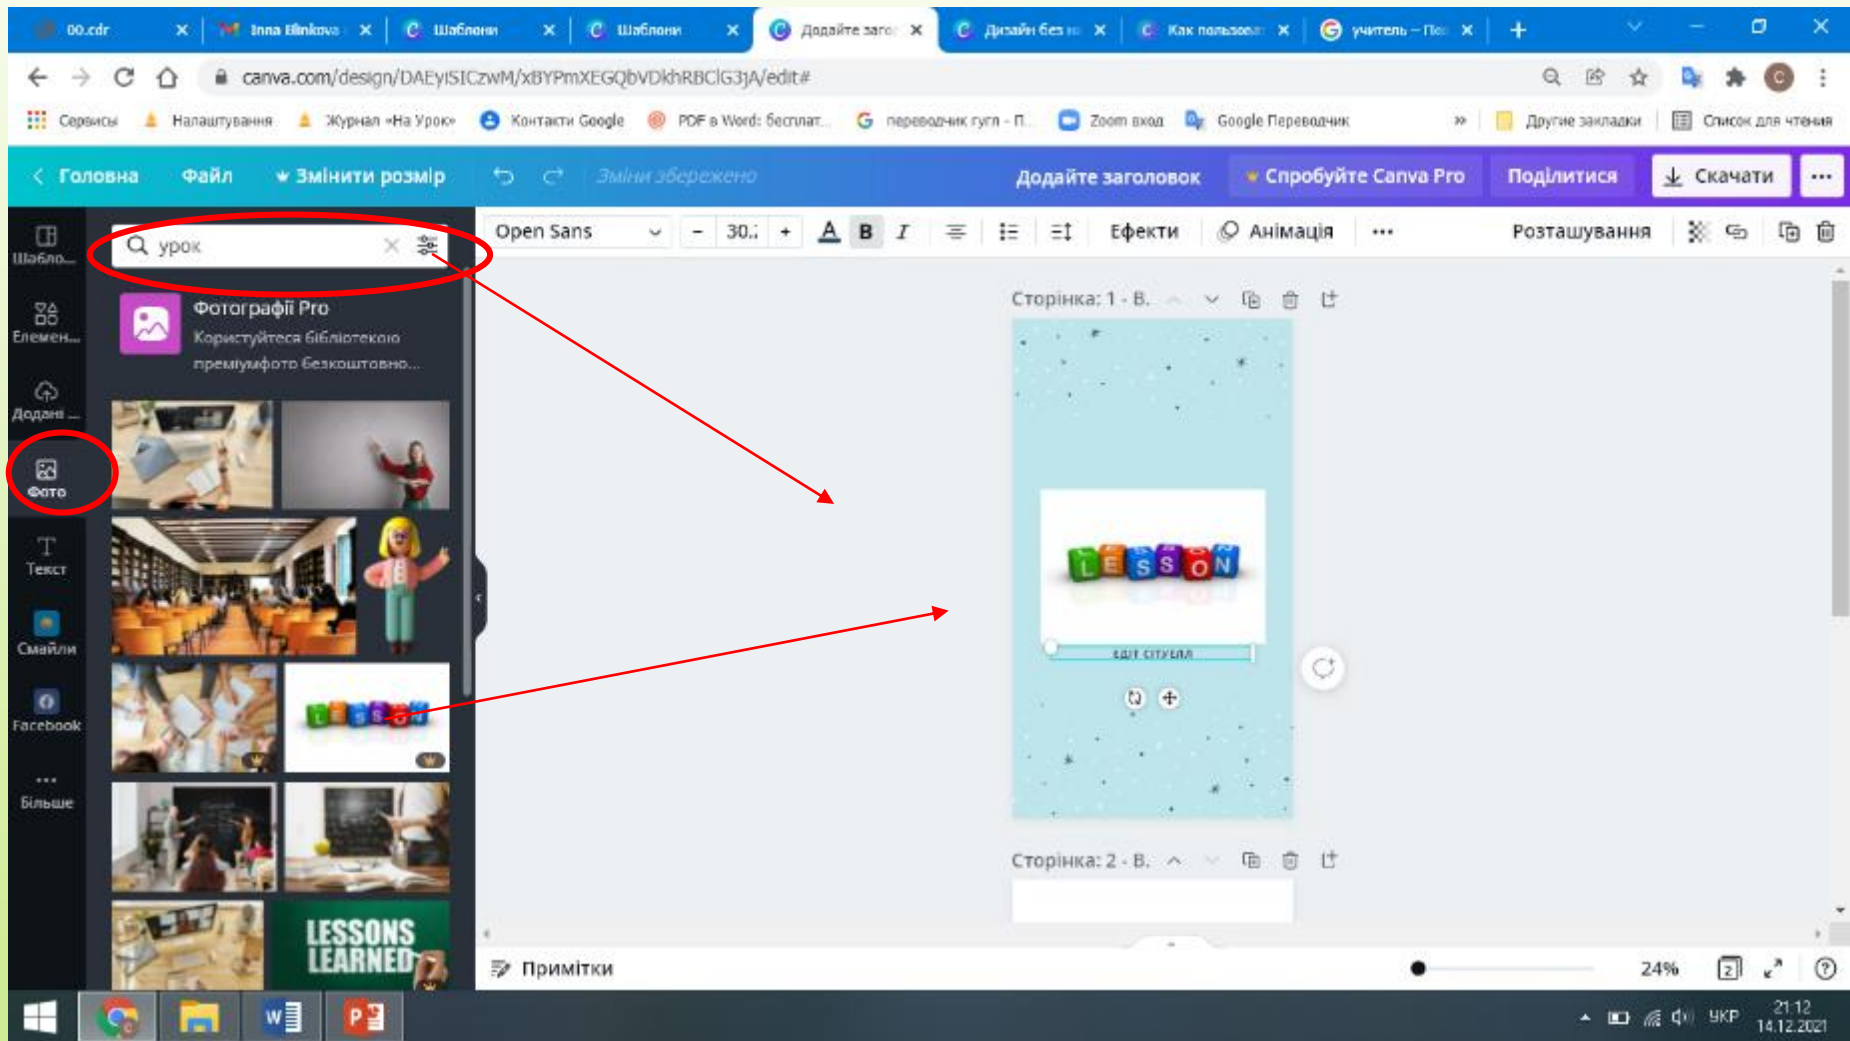 00.cdr
Inna Blinkova
Шаблони
Шаблони
Додайте заго
Дизайн без
Как пользова
учитель – По
canva.com/design/DAEyISICzwM/xBYPmXEGQbVDkhRBClG3jA/edit#
Сервисы
Налаштування
Журнал «На Урок»
Контакти Google
PDF в Word: бесплат...
переводчик гугл - П...
Zoom вход
Google Переводчик
»
Другие закладки
Список для чтения
Головна
Файл
Змінити розмір
Зміни збережено
Додайте заголовок
Спробуйте Canva Pro
Поділитися
Скачати
Open Sans
- 30.: +
A B I
Ефекти
Анімація
Розташування
урок
Шабло...
Елемен...
Додані ...
Фото
Текст
Смайли
Facebook
Більше
Фотографії Pro
Користуйтеся бібліотекою
преміумфото безкоштовно...
LESSON
LESSONS
LEARNED
Сторінка: 1 - В.
LESSON
Сторінка: 2 - В.
Примітки
24%
2
УКР
21:12
14.12.2021